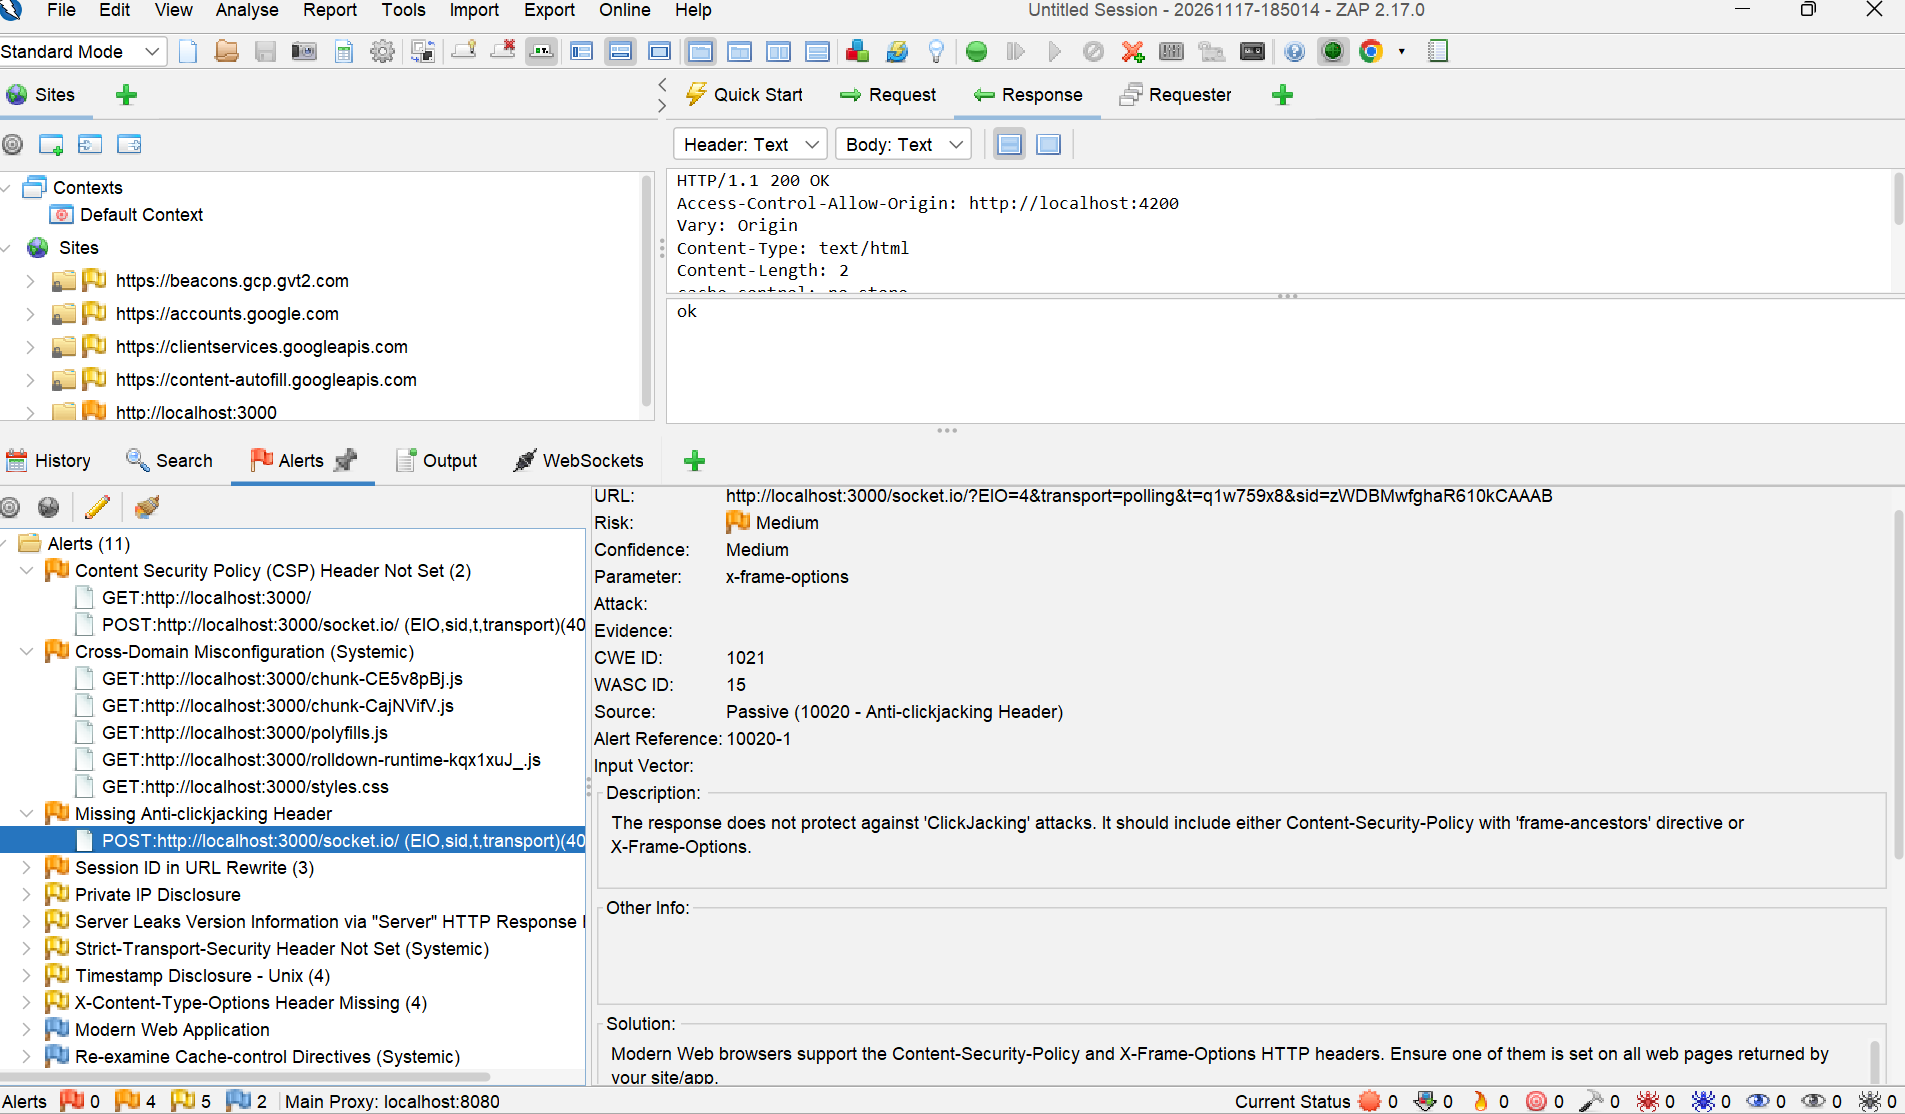 File Edit View Analyse Report Tools Import Export Online Help
Untitled Session - 20261117-185014 - ZAP 2.17.0
Standard Mode
Sites
Quick Start Request Response Requester
Header: Text Body: Text
Contexts
Default Context
Sites
https://beacons.gcp.gvt2.com
https://accounts.google.com
https://clientservices.googleapis.com
https://content-autofill.googleapis.com
http://localhost:3000
HTTP/1.1 200 OK
Access-Control-Allow-Origin: http://localhost:4200
Vary: Origin
Content-Type: text/html
Content-Length: 2
cache-control: no-store
ok
History Search Alerts Output WebSockets
Alerts (11)
Content Security Policy (CSP) Header Not Set (2)
GET:http://localhost:3000/
POST:http://localhost:3000/socket.io/ (EIO,sid,t,transport)(40
Cross-Domain Misconfiguration (Systemic)
GET:http://localhost:3000/chunk-CE5v8pBj.js
GET:http://localhost:3000/chunk-CajNVifV.js
GET:http://localhost:3000/polyfills.js
GET:http://localhost:3000/rolldown-runtime-kqx1xuJ_.js
GET:http://localhost:3000/styles.css
Missing Anti-clickjacking Header
POST:http://localhost:3000/socket.io/ (EIO,sid,t,transport)(40
Session ID in URL Rewrite (3)
Private IP Disclosure
Server Leaks Version Information via "Server" HTTP Response
Strict-Transport-Security Header Not Set (Systemic)
Timestamp Disclosure - Unix (4)
X-Content-Type-Options Header Missing (4)
Modern Web Application
Re-examine Cache-control Directives (Systemic)
URL: http://localhost:3000/socket.io/?EIO=4&transport=polling&t=q1w759x8&sid=zWDBMwfghaR610kCAAAB
Risk: Medium
Confidence: Medium
Parameter: x-frame-options
Attack:
Evidence:
CWE ID: 1021
WASC ID: 15
Source: Passive (10020 - Anti-clickjacking Header)
Alert Reference: 10020-1
Input Vector:
Description:
The response does not protect against 'ClickJacking' attacks. It should include either Content-Security-Policy with 'frame-ancestors' directive or
X-Frame-Options.
Other Info:
Solution:
Modern Web browsers support the Content-Security-Policy and X-Frame-Options HTTP headers. Ensure one of them is set on all web pages returned by
your site/app.
Alerts 0 4 5 2 Main Proxy: localhost:8080
Current Status 0 0 0 0 0 0 0 0 0 0